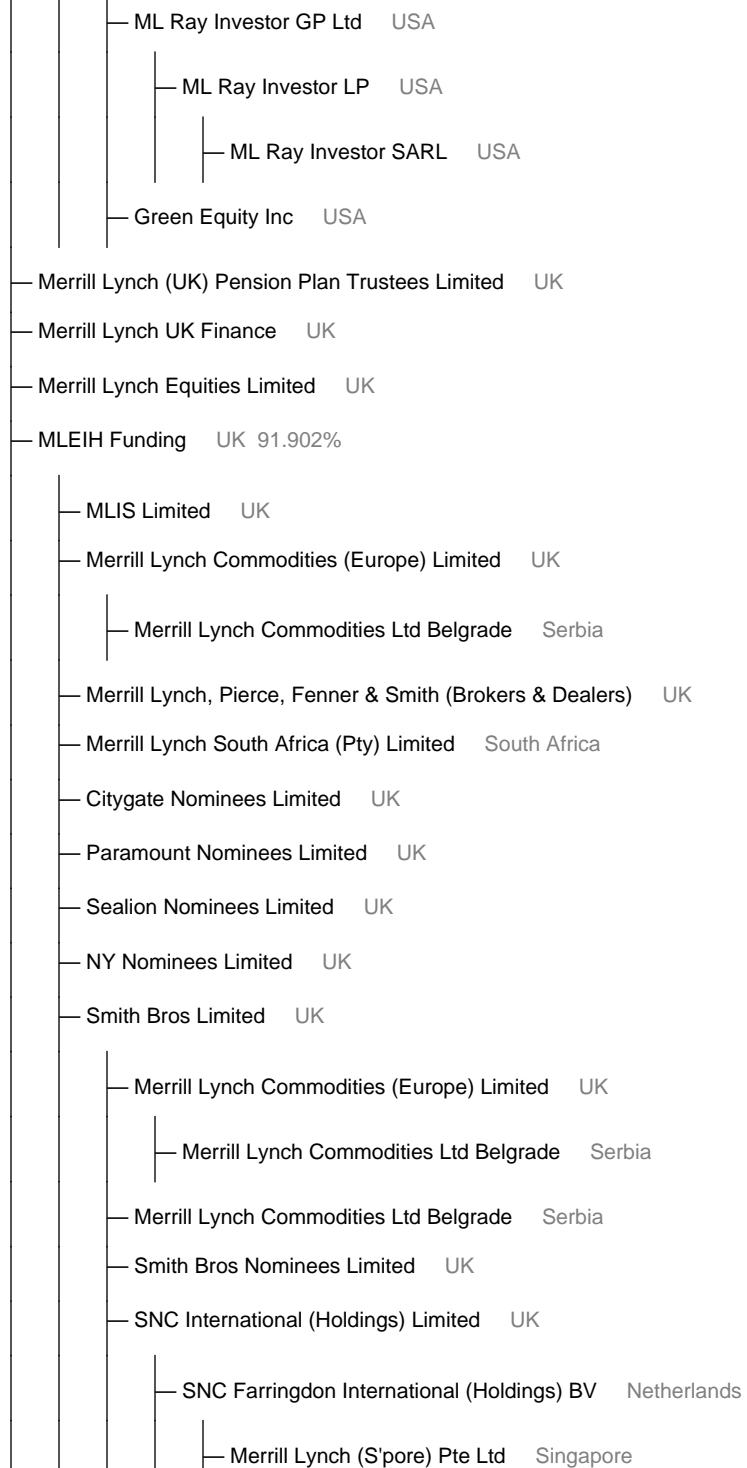 ML Ray Investor GP Ltd USA
ML Ray Investor LP USA
ML Ray Investor SARL USA
Green Equity Inc USA
Merrill Lynch (UK) Pension Plan Trustees Limited UK
Merrill Lynch UK Finance UK
Merrill Lynch Equities Limited UK
MLEIH Funding UK 91.902%
MLIS Limited UK
Merrill Lynch Commodities (Europe) Limited UK
Merrill Lynch Commodities Ltd Belgrade Serbia
Merrill Lynch, Pierce, Fenner & Smith (Brokers & Dealers) UK
Merrill Lynch South Africa (Pty) Limited South Africa
Citygate Nominees Limited UK
Paramount Nominees Limited UK
Sealion Nominees Limited UK
NY Nominees Limited UK
Smith Bros Limited UK
Merrill Lynch Commodities (Europe) Limited UK
Merrill Lynch Commodities Ltd Belgrade Serbia
Merrill Lynch Commodities Ltd Belgrade Serbia
Smith Bros Nominees Limited UK
SNC International (Holdings) Limited UK
SNC Farringdon International (Holdings) BV Netherlands
Merrill Lynch (S'pore) Pte Ltd Singapore